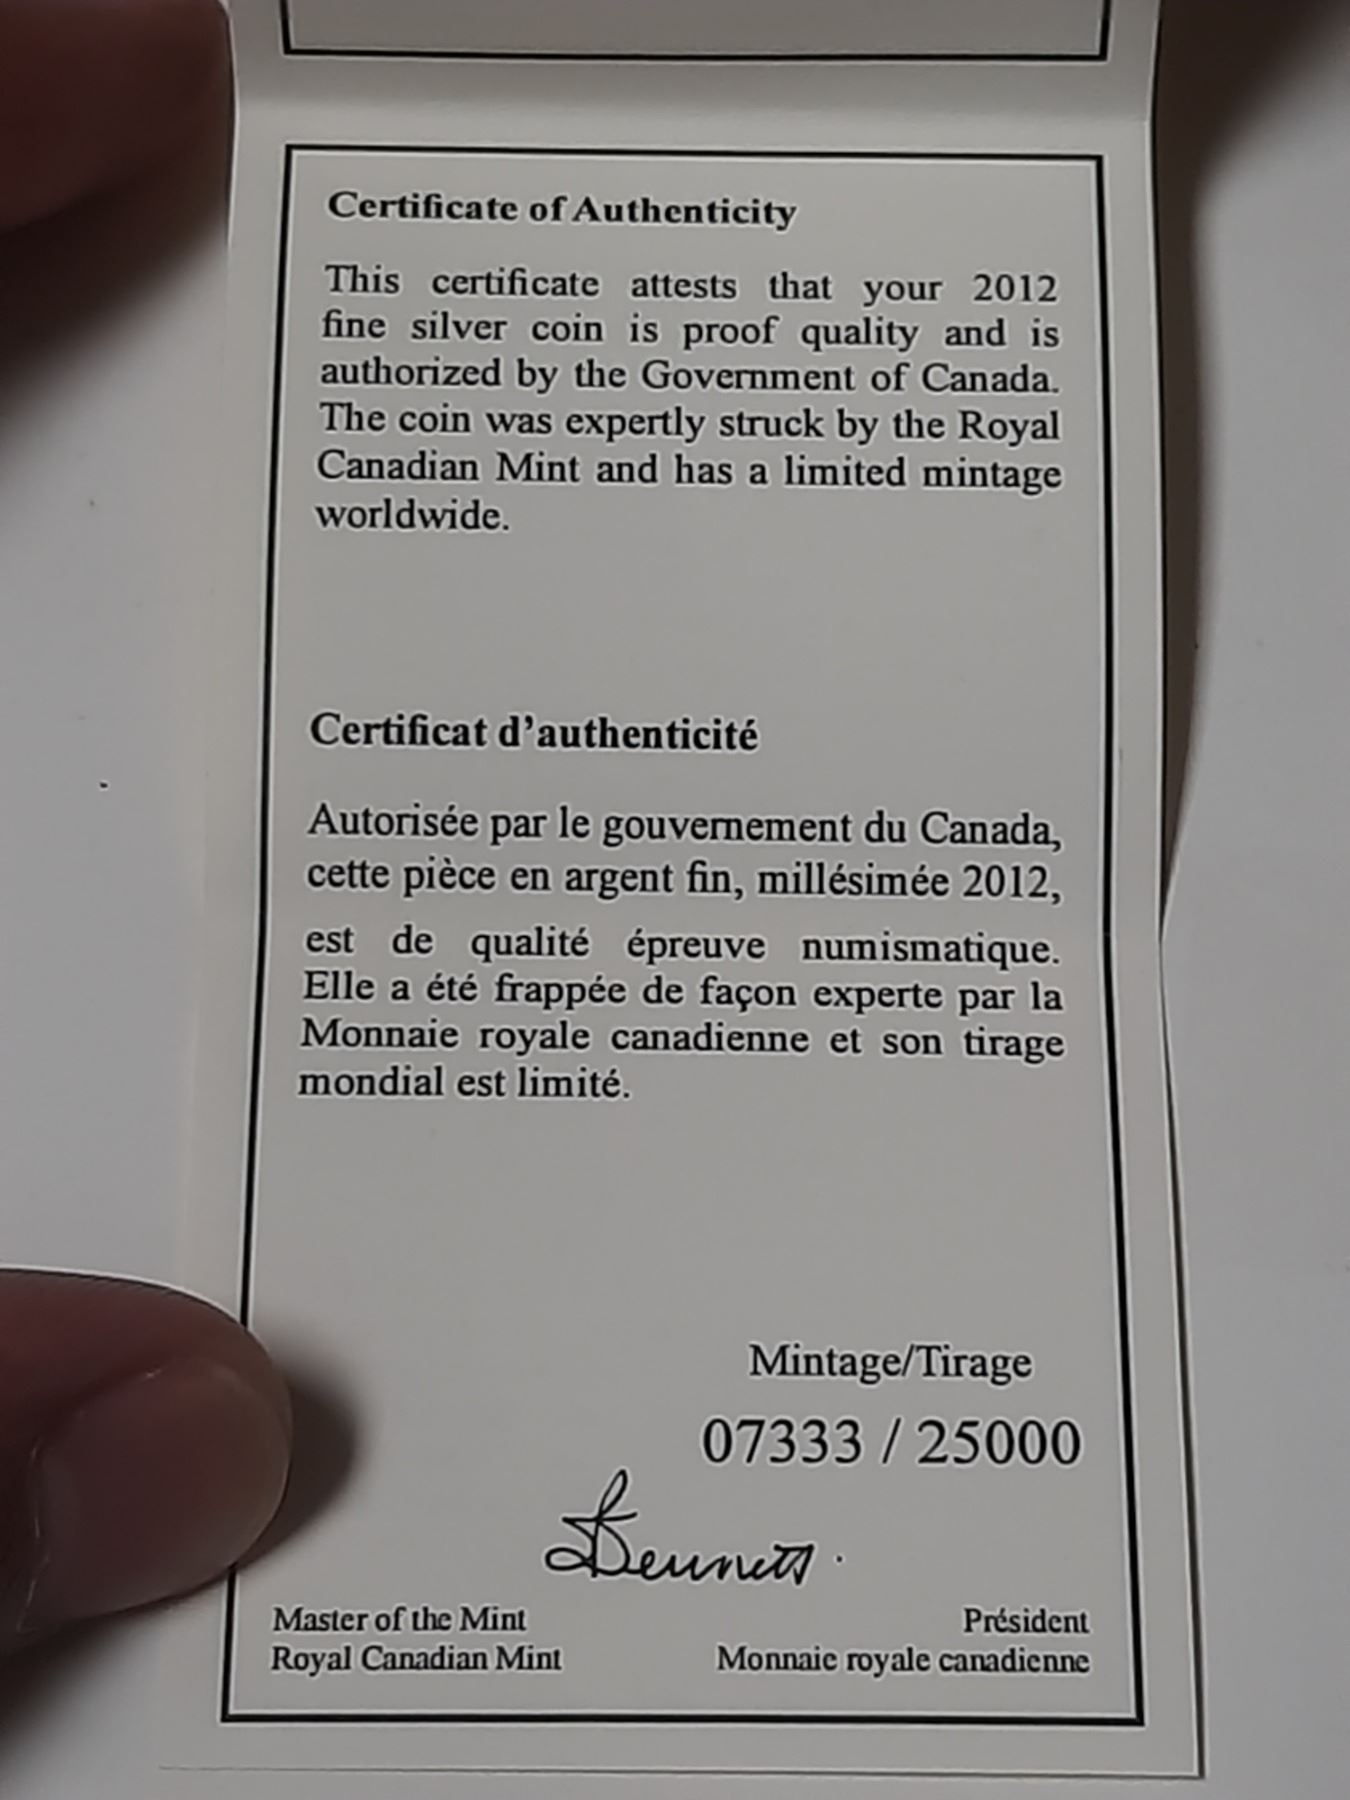 Certificate of Authenticity
This certificate attests that your 2012
fine silver coin is proof quality and is
authorized by the Government of Canada.
The coin was expertly struck by the Royal
Canadian Mint and has a limited mintage
worldwide.
Certificat d'authenticité
Autorisée par le gouvernement du Canada,
cette pièce en argent fin, millésimée 2012,
est de qualité épreuve numismatique.
Elle a été frappée de façon experte par la
Monnaie royale canadienne et son tirage
mondial est limité.
Mintage/Tirage
07333 / 25000
Bennett
Master of the Mint
Royal Canadian Mint
Président
Monnaie royale canadienne